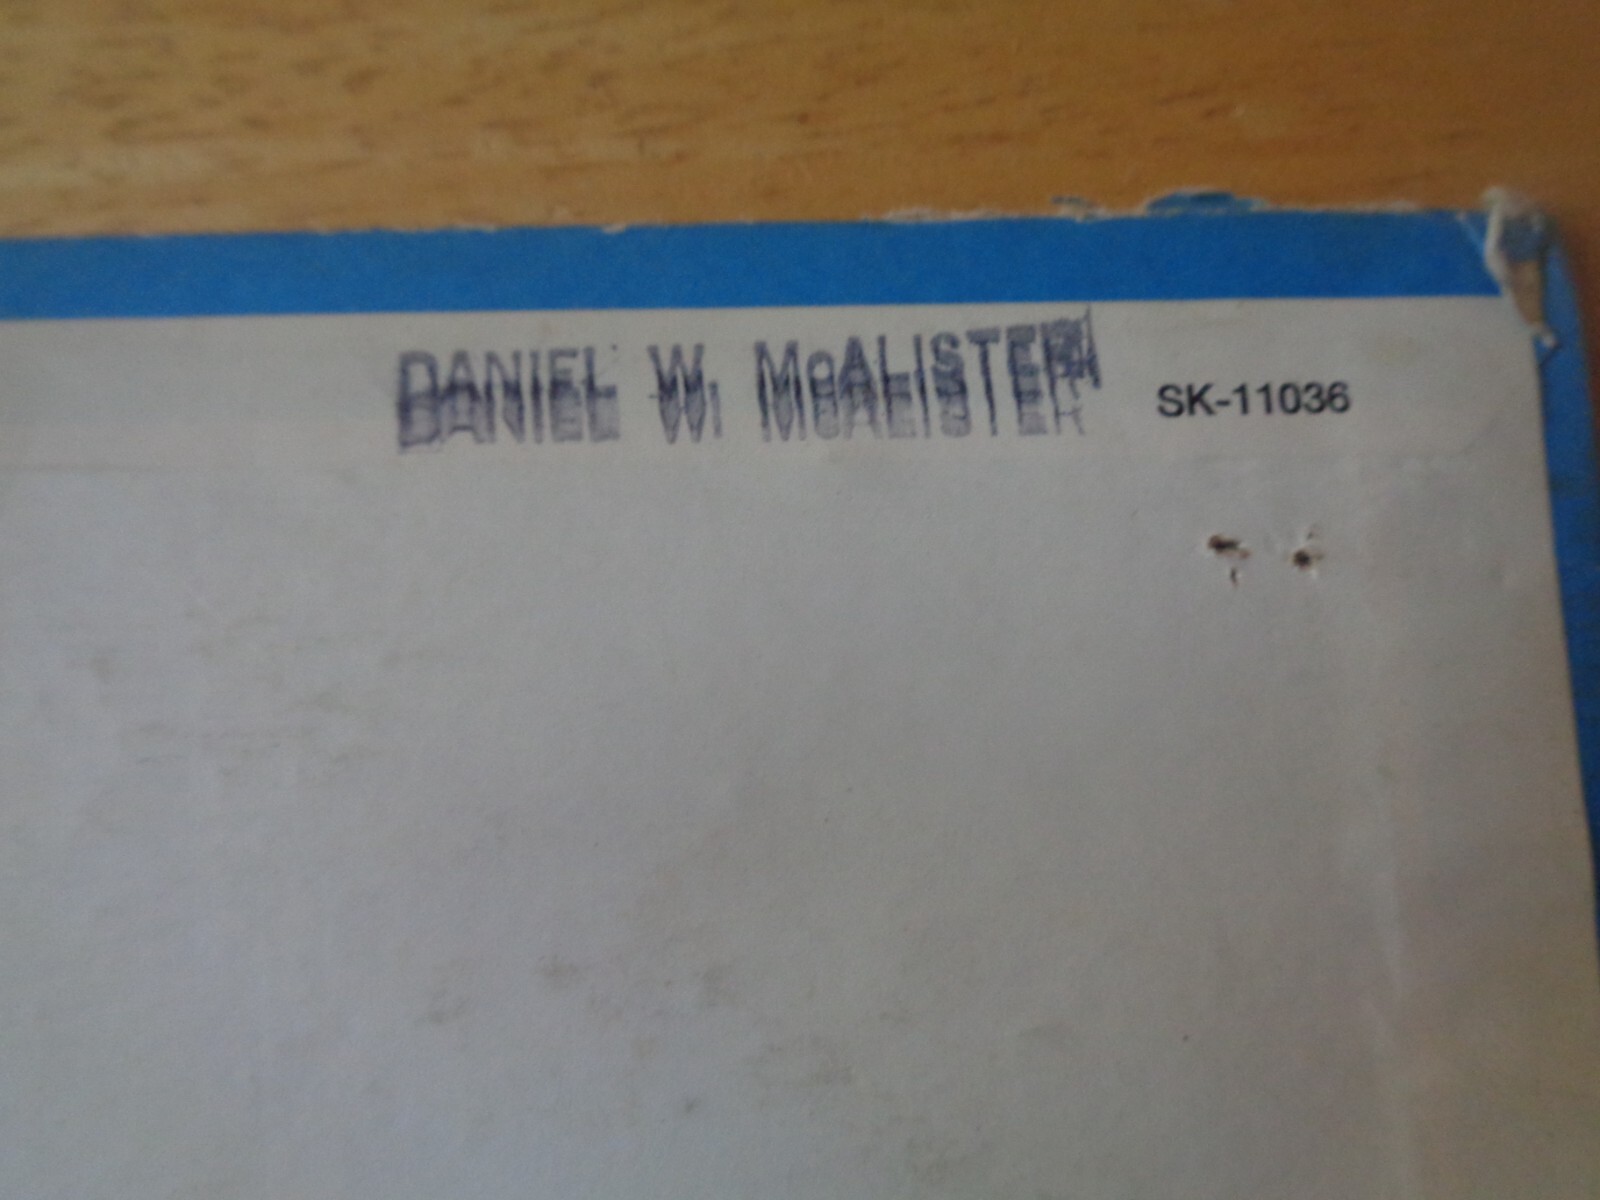 DANIEL W. McALISTER SK-11036